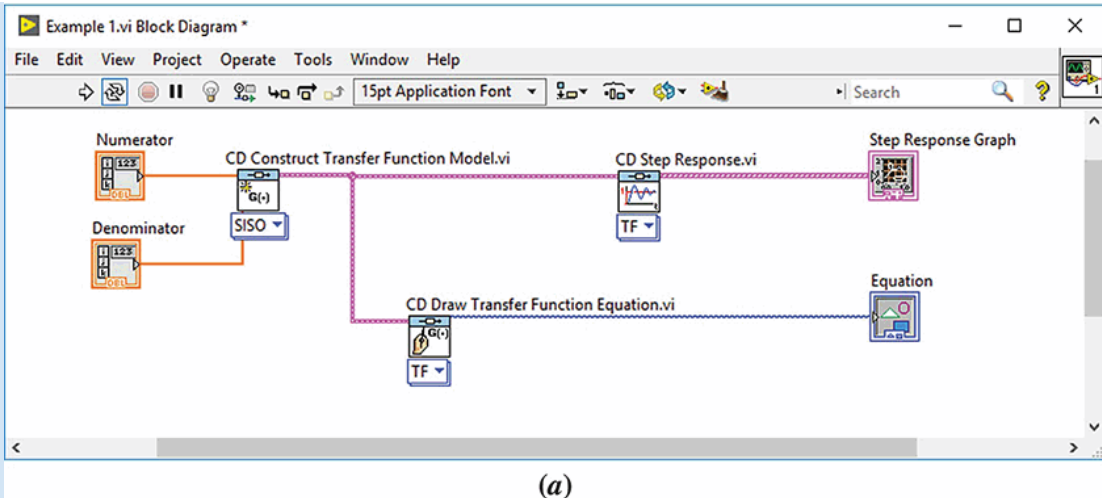 Example 1.vi Block Diagram *
File Edit View Project Operate Tools Window Help
15pt Application Font
Search
1
Numerator
CD Construct Transfer Function Model.vi
CD Step Response.vi
Step Response Graph
123
DBL
G(·)
SISO
TF
Denominator
123
DBL
CD Draw Transfer Function Equation.vi
Equation
G(·)
TF
(a)